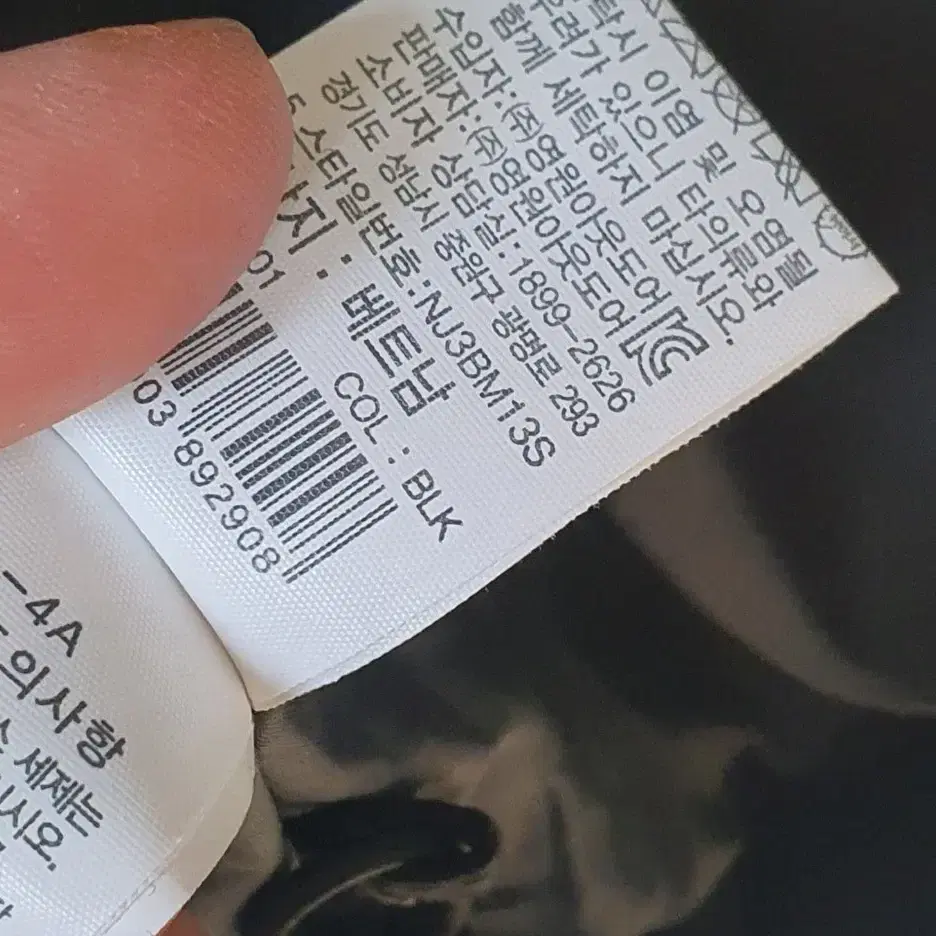 탁시 이염 및 오염될
우려가 있으니 타의류와
함께 세탁하지 마십시오.
수입자:(주)영원아웃도어
판매자:(주)영원아웃도어
소비자 상담실:1899-2626
경기도 성남시 중원구 광명로 293
스타일번호:NJ3BM13S
지 : 베트남
COL : BLK
01
03 892908
-4A
의사항
세제는
시오.